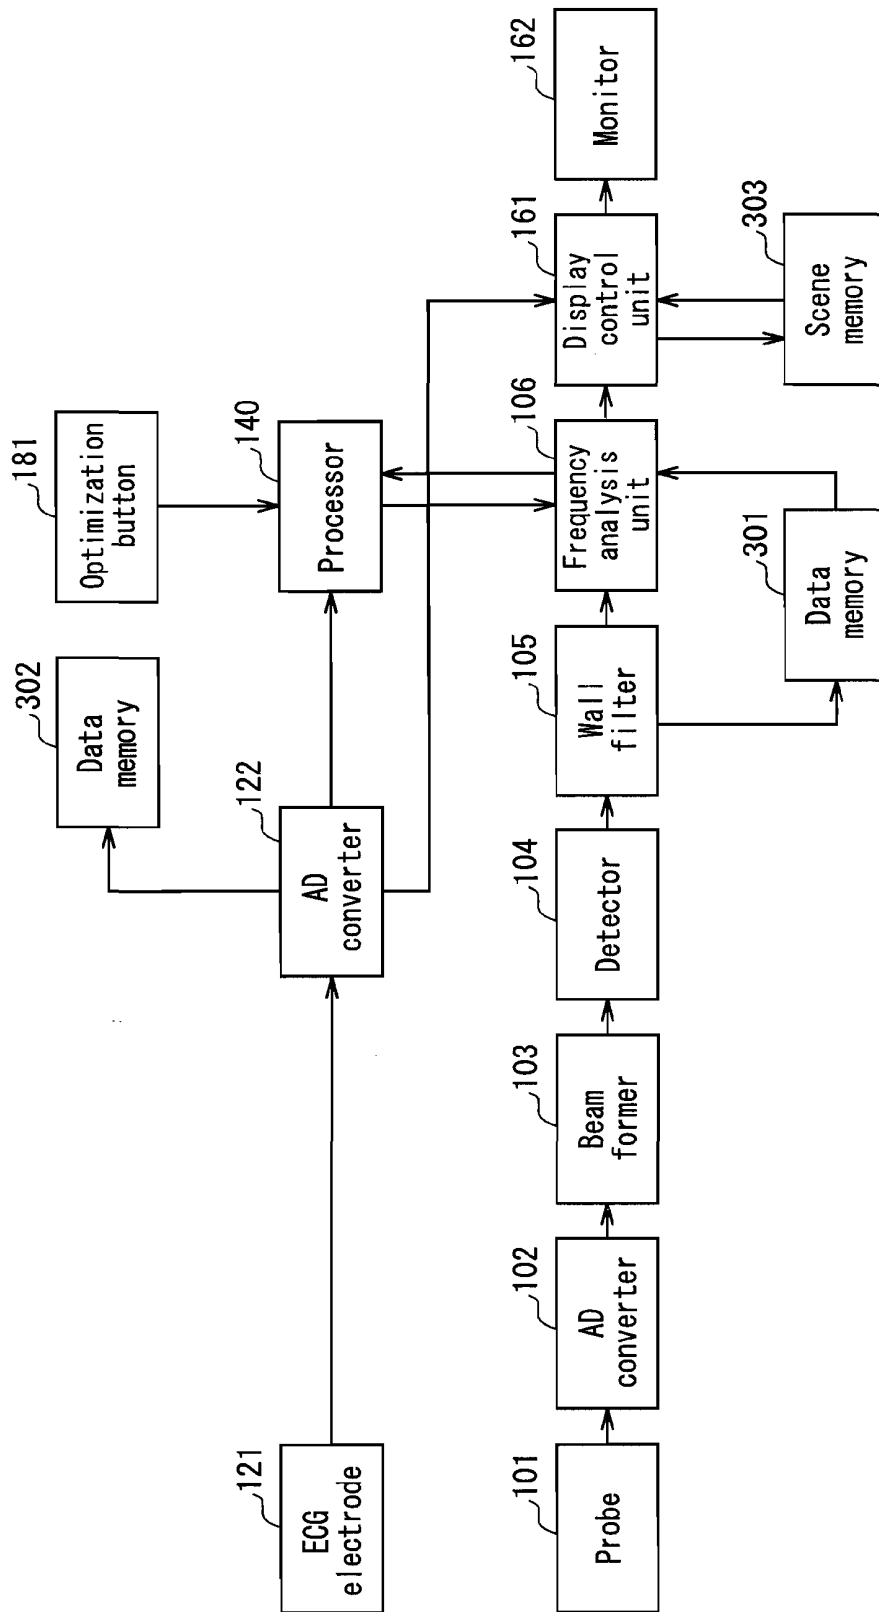 181
Optimization
button
302
Data
memory
140
Processor
122
AD
converter
121
ECG
electrode
101
Probe
102
AD
converter
103
Beam
former
104
Detector
105
Wall
filter
106
Frequency
analysis
unit
161
Display
control
unit
162
Monitor
301
Data
memory
303
Scene
memory